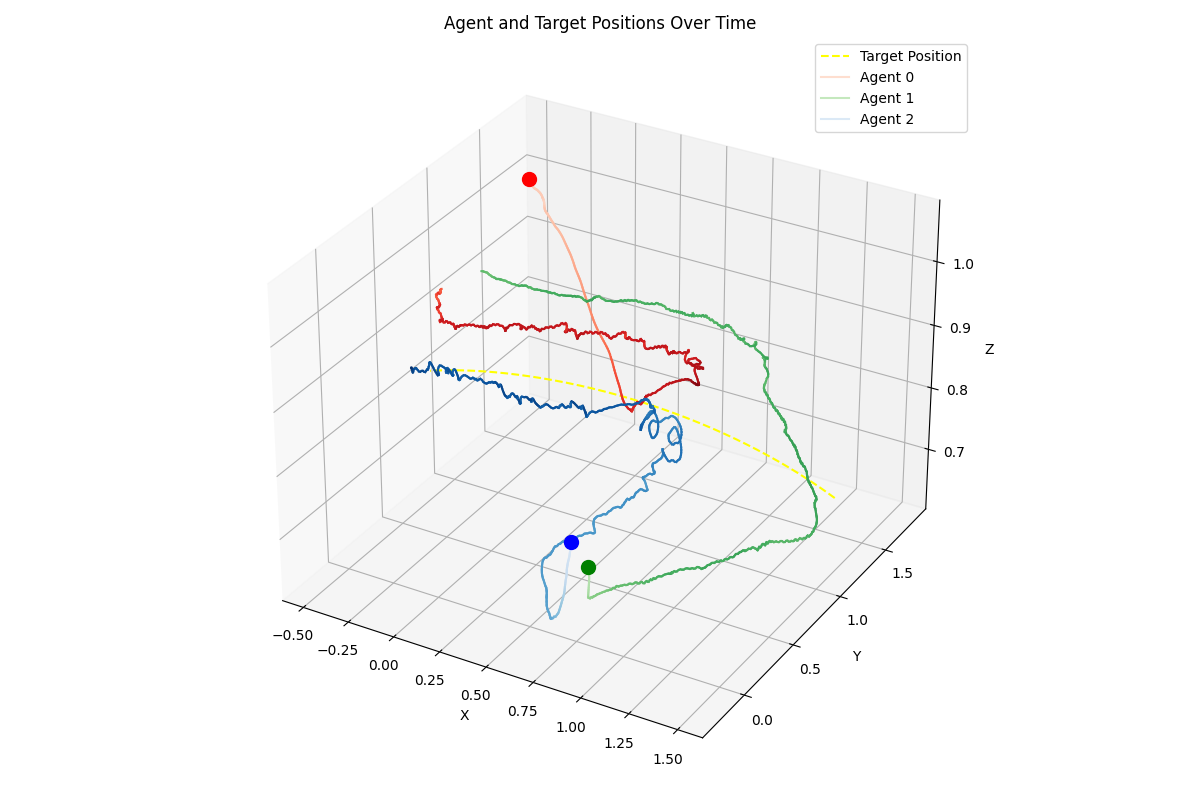 Agent and Target Positions Over Time
Target Position
Agent 0
Agent 1
Agent 2
1.0
0.9
0.8
0.7
Z
1.5
1.0
0.5
0.0
Y
−0.50
−0.25
0.00
0.25
0.50
0.75
1.00
1.25
1.50
X